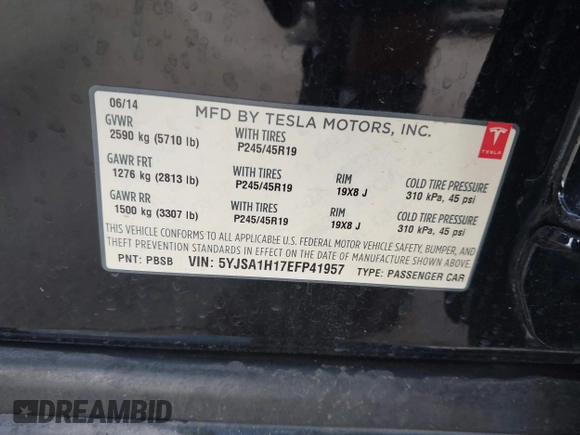 06/14
MFD BY TESLA MOTORS, INC.
TESLA
GVWR
2590 kg (5710 lb)
WITH TIRES
P245/45R19
GAWR FRT
1276 kg (2813 lb)
WITH TIRES
P245/45R19
RIM
19X8 J
COLD TIRE PRESSURE
310 kPa, 45 psi
GAWR RR
1500 kg (3307 lb)
WITH TIRES
P245/45R19
RIM
19X8 J
COLD TIRE PRESSURE
310 kPa, 45 psi
THIS VEHICLE CONFORMS TO ALL APPLICABLE U.S. FEDERAL MOTOR VEHICLE SAFETY, BUMPER, AND
THEFT PREVENTION STANDARDS IN EFFECT ON THE DATE OF MANUFACTURE SHOWN ABOVE.
PNT: PBSB VIN: 5YJSA1H17EFP41957 TYPE: PASSENGER CAR
DREAMBID